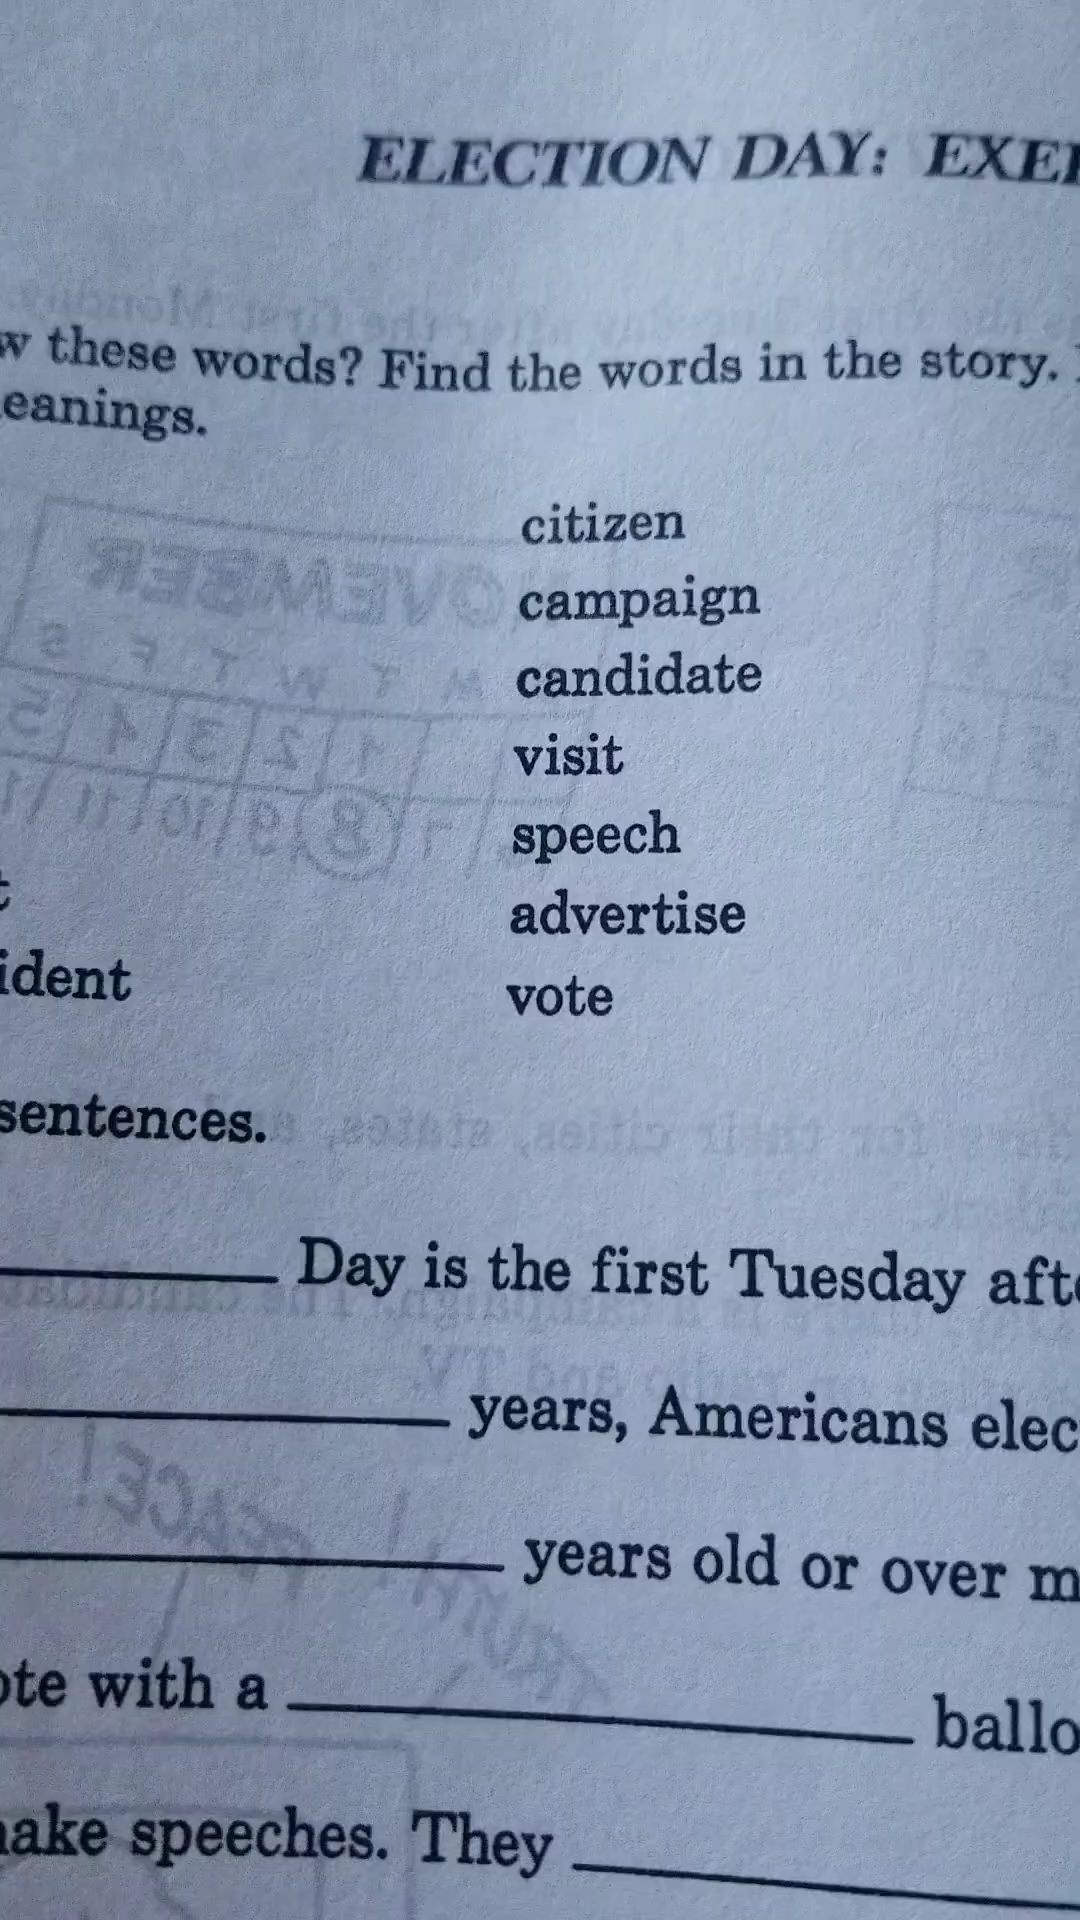 ELECTION DAY: EXE
these words? Find the words in the story.
eanings.
citizen
campaign
candidate
visit
speech
advertise
ident
vote
sentences.
Day is the first Tuesday afte
years, Americans elec
years old or over m
ote with a ballo
ake speeches. They